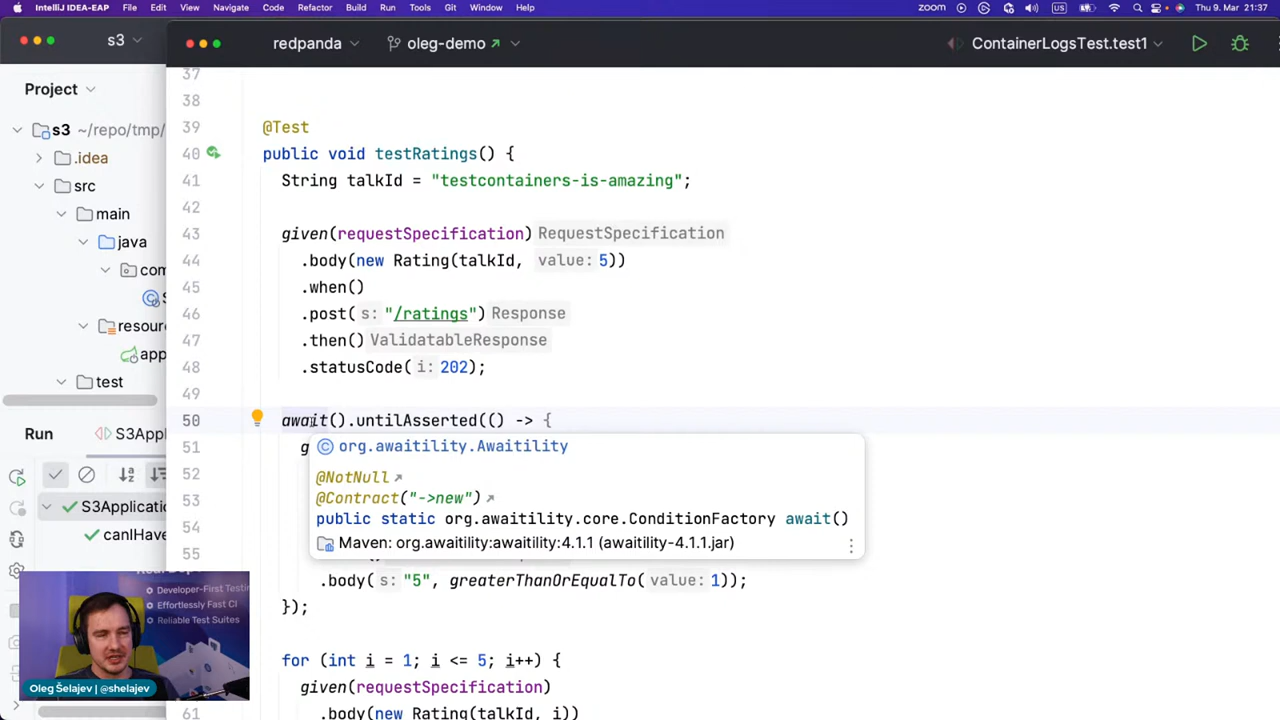 IntelliJ IDEA-EAP File Edit View Navigate Code Refactor Build Run Tools Git Window Help zoom US Thu 9. Mar 21:37
s3
redpanda oleg-demo ContainerLogsTest.test1
Project
s3 ~/repo/tmp/
.idea
src
main
java
com
resour
app
test
Run S3Appl
S3Applicatio
canIHave
37
38
39 @Test
40 public void testRatings() {
41 String talkId = "testcontainers-is-amazing";
42
43 given(requestSpecification) RequestSpecification
44 .body(new Rating(talkId, value: 5))
45 .when()
46 .post( s: "/ratings") Response
47 .then() ValidatableResponse
48 .statusCode( i: 202);
49
50 await().untilAsserted(() -> {
51 g
org.awaitility.Awaitility
52
@NotNull
53
@Contract("->new")
54
public static org.awaitility.core.ConditionFactory await()
55
Maven: org.awaitility:awaitility:4.1.1 (awaitility-4.1.1.jar)
.body( s: "5", greaterThanOrEqualTo( value: 1));
});
for (int i = 1; i <= 5; i++) {
given(requestSpecification)
61 .body(new Rating(talkId, i))
Developer-First Testin
Effortlessly Fast CI
Reliable Test Suites
Oleg Šelajev | @shelajev